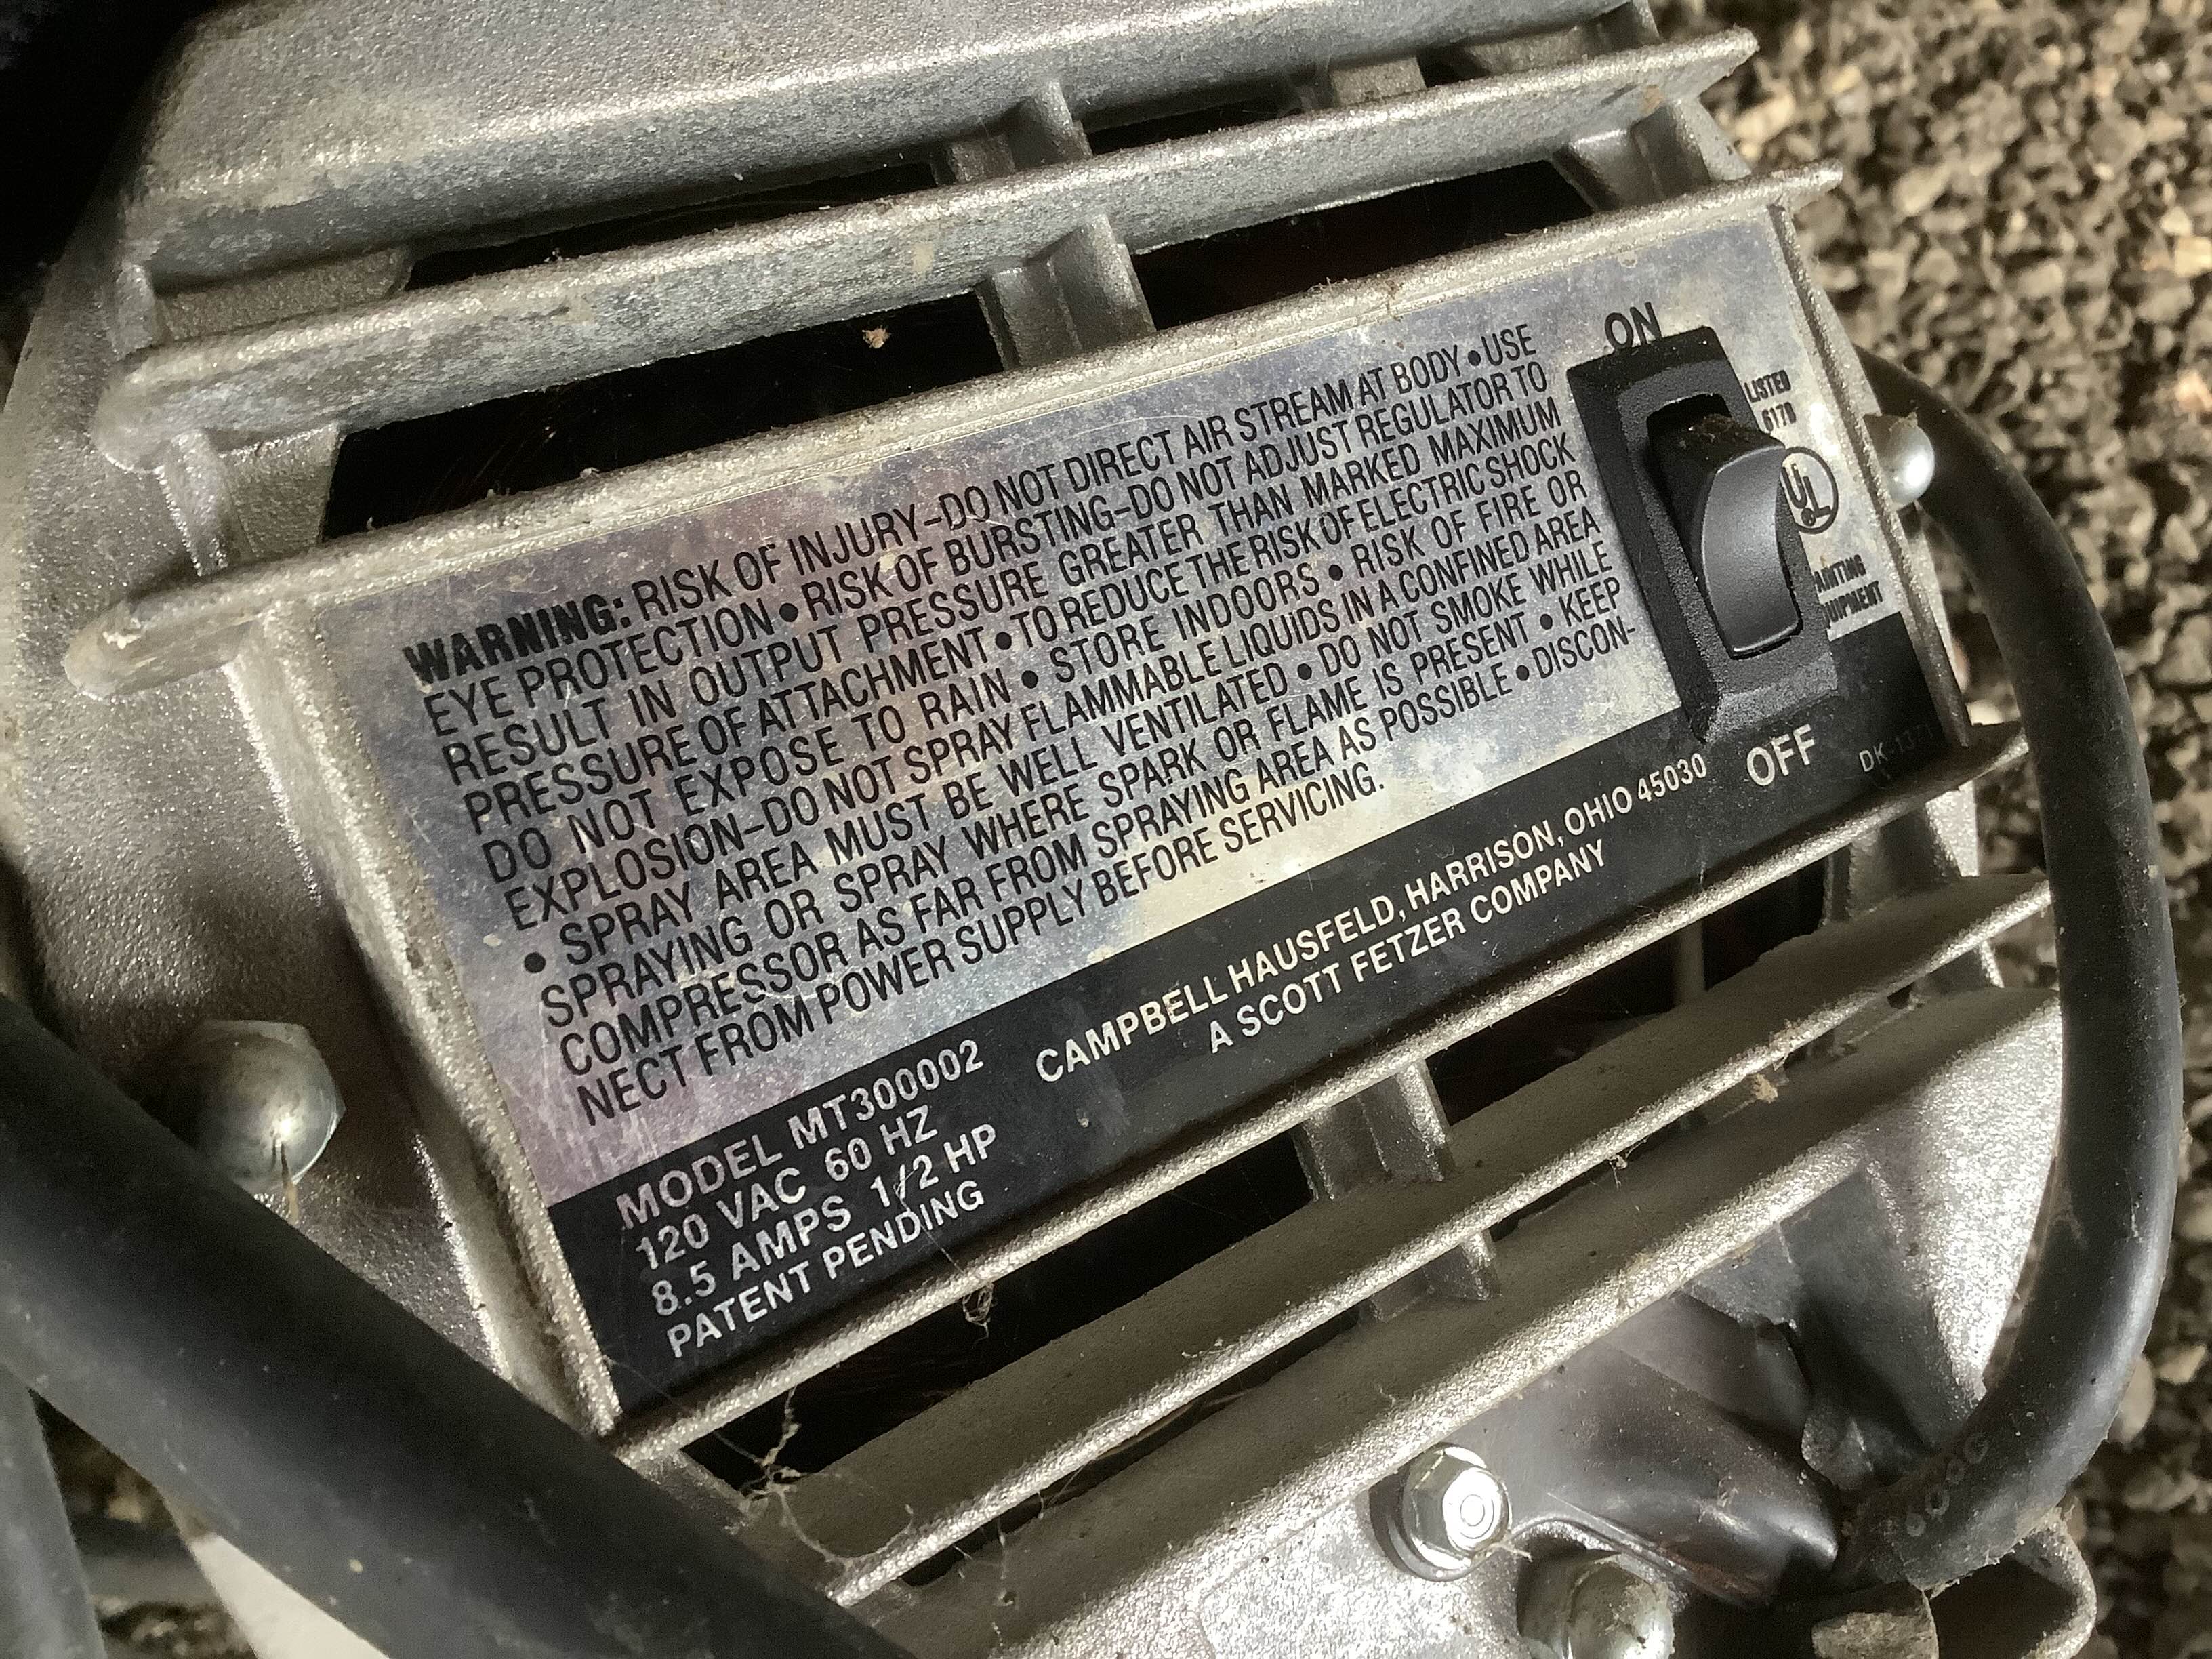 ON
WARNING: RISK OF INJURY-DO NOT DIRECT AIR STREAM AT BODY • USE
EYE PROTECTION • RISK OF BURSTING-DO NOT ADJUST REGULATOR TO
RESULT IN OUTPUT PRESSURE GREATER THAN MARKED MAXIMUM
PRESSURE OF ATTACHMENT • TO REDUCE THE RISK OF ELECTRIC SHOCK
DO NOT EXPOSE TO RAIN • STORE INDOORS • RISK OF FIRE OR
EXPLOSION-DO NOT SPRAY FLAMMABLE LIQUIDS IN A CONFINED AREA
• SPRAY AREA MUST BE WELL VENTILATED • DO NOT SMOKE WHILE
SPRAYING OR SPRAY WHERE SPARK OR FLAME IS PRESENT • KEEP
COMPRESSOR AS FAR FROM SPRAYING AREA AS POSSIBLE • DISCON-
NECT FROM POWER SUPPLY BEFORE SERVICING.
LISTED
UL
OFF
MODEL MT300002
120 VAC 60 HZ
8.5 AMPS 1/2 HP
PATENT PENDING
CAMPBELL HAUSFELD, HARRISON, OHIO 45030
A SCOTT FETZER COMPANY